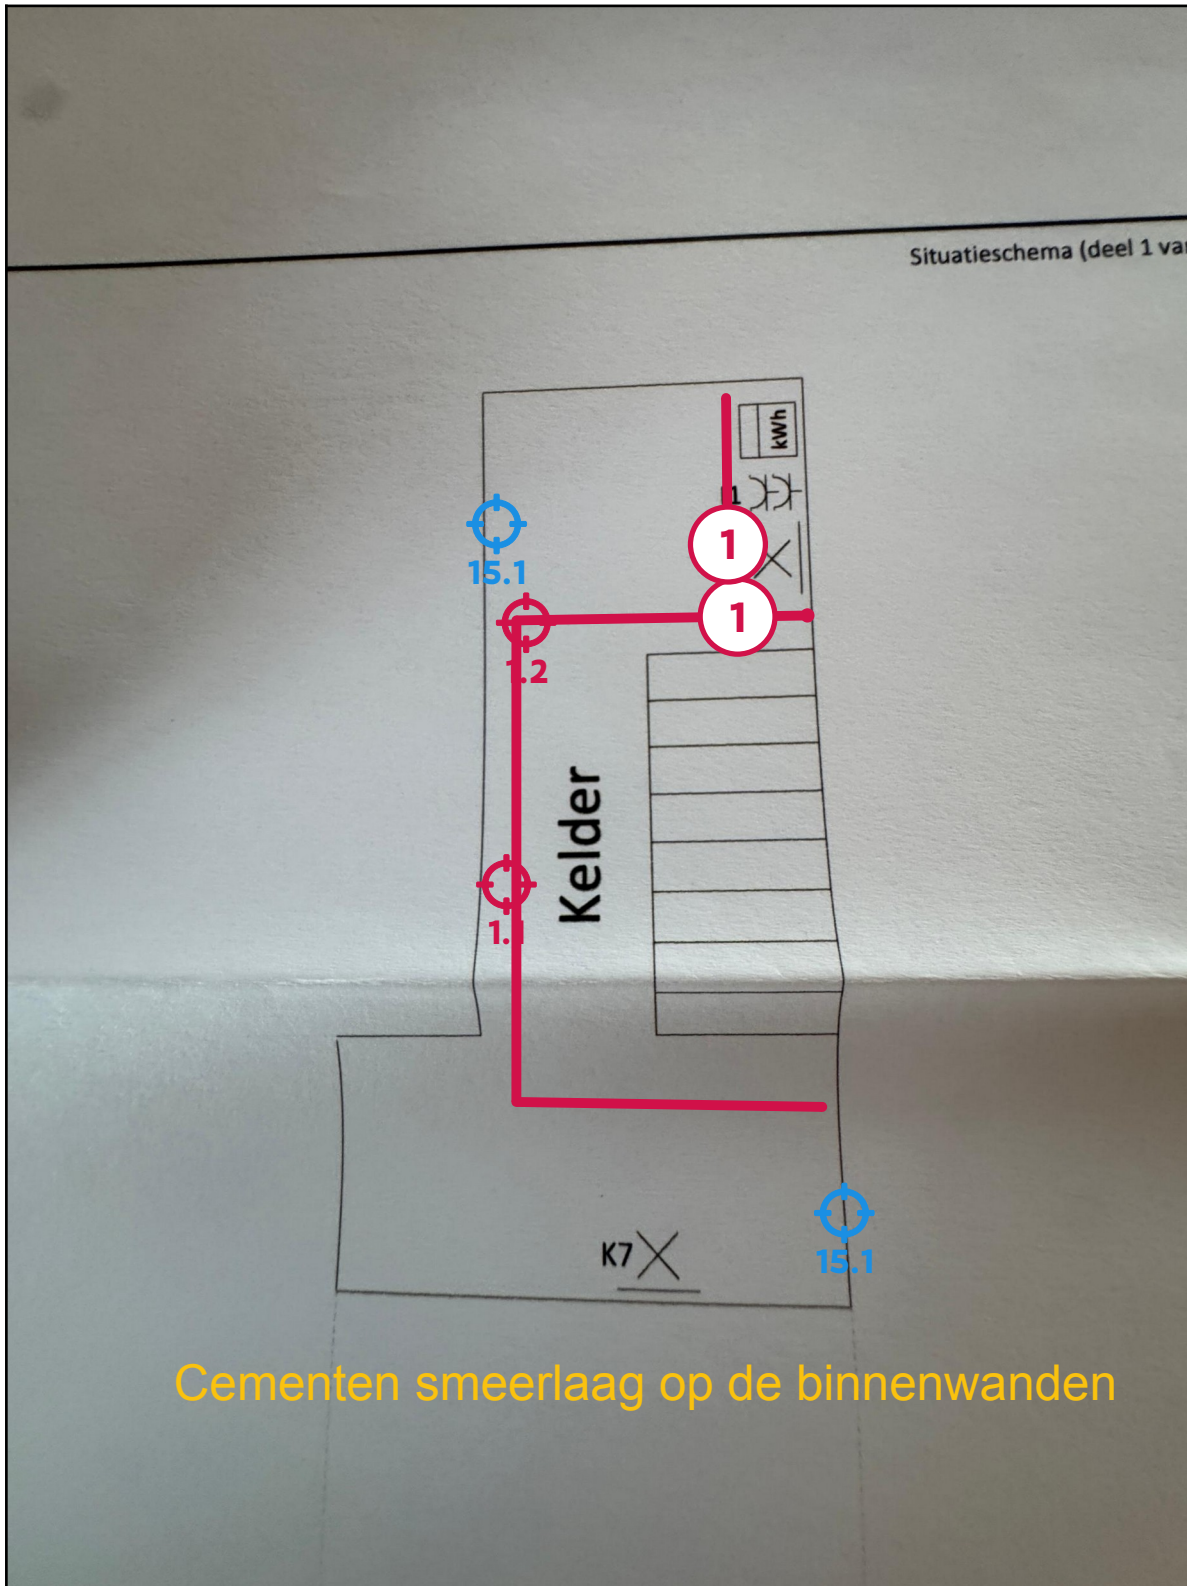 Situatieschema (deel 1 va
kWh
1
1
15.1
1
1.2
Kelder
1.1
K7
15.1
Cementen smeerlaag op de binnenwanden